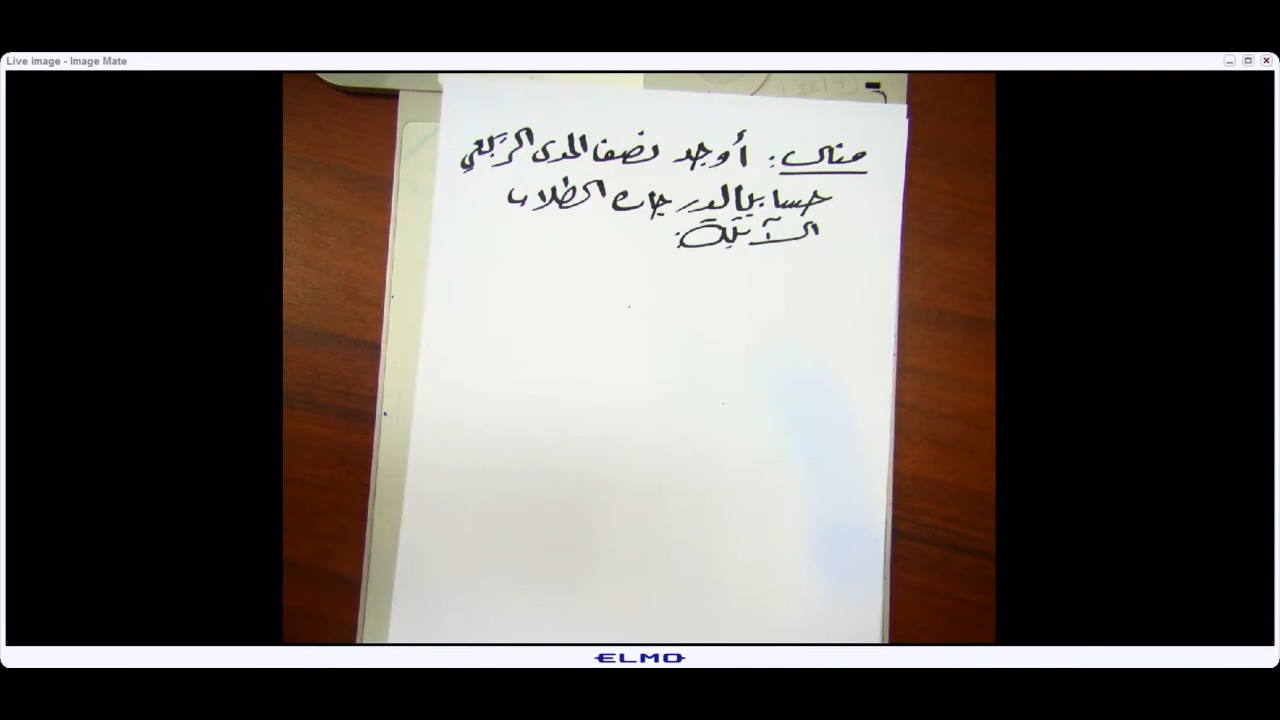 Live image - Image Mate
مثال: أوجد نصف المدى الربيعي
حسابيا لدرجات الطلاب
الآتية:
ELMO